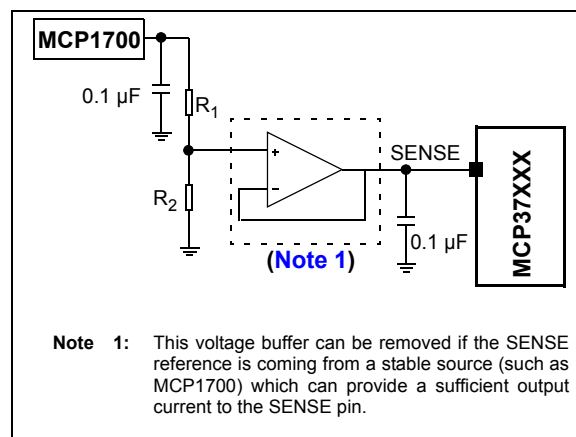 MCP1700
0.1 µF
R1
SENSE
R2
0.1 µF
MCP37XXX
(Note 1)
Note 1: This voltage buffer can be removed if the SENSE
reference is coming from a stable source (such as
MCP1700) which can provide a sufficient output
current to the SENSE pin.